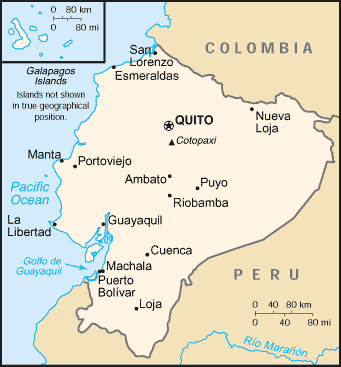 0 80 km
0 80 mi
COLOMBIA
San
Lorenzo
Esmeraldas
Galapagos
Islands
Islands not shown
in true geographical
position.
QUITO
Nueva
Loja
Cotopaxi
Manta
Portoviejo
Pacific
Ocean
Ambato
Puyo
Riobamba
La
Libertad
Guayaquil
Golfo de
Guayaquil
Cuenca
Machala
Puerto
Bolívar
PERU
Loja
0 40 80 km
0 40 80 mi
Río Marañón